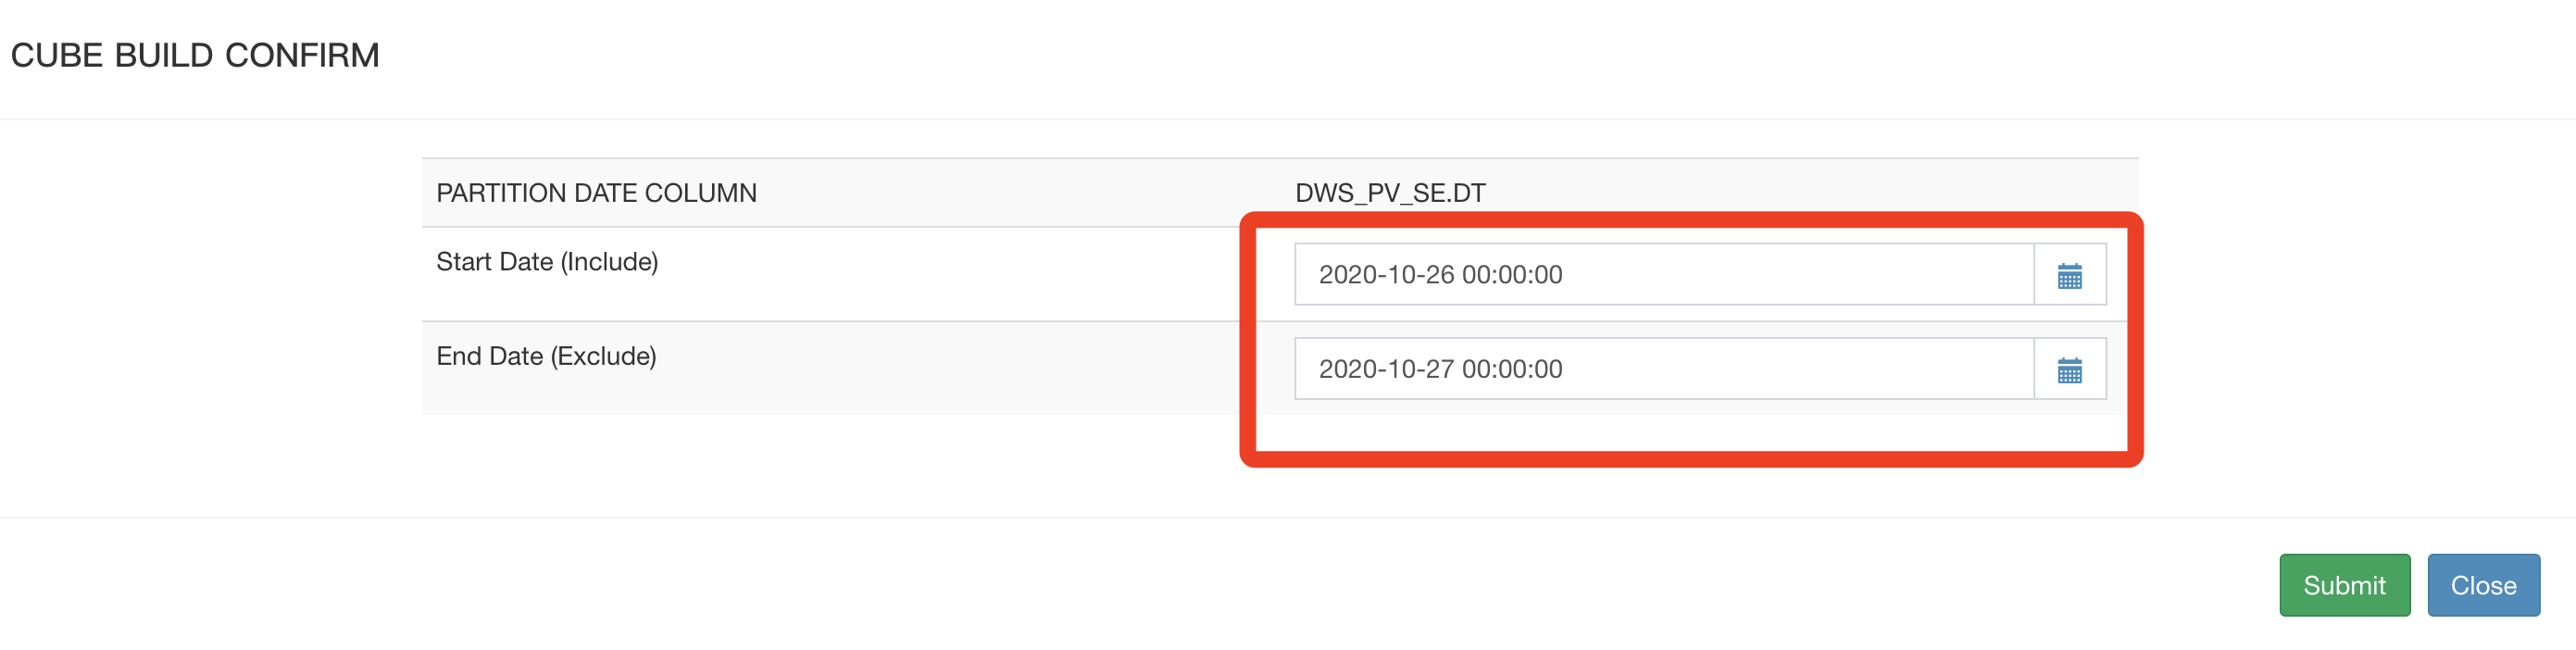 CUBE BUILD CONFIRM
PARTITION DATE COLUMN DWS_PV_SE.DT
Start Date (Include) 2020-10-26 00:00:00
End Date (Exclude) 2020-10-27 00:00:00
Submit Close